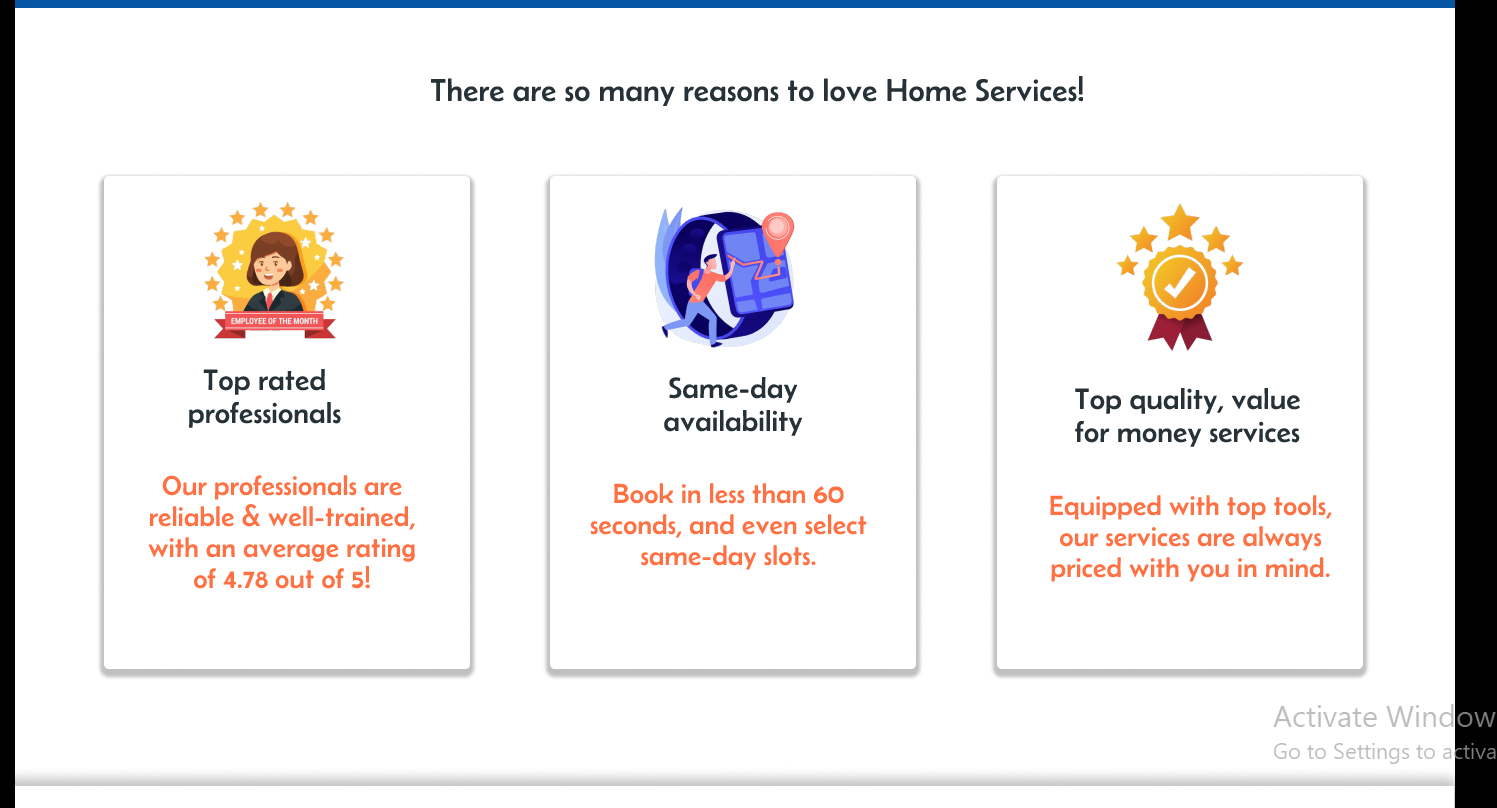 There are so many reasons to love Home Services!
EMPLOYEE OF THE MONTH
Top rated
professionals
Our professionals are
reliable & well-trained,
with an average rating
of 4.78 out of 5!
Same-day
availability
Book in less than 60
seconds, and even select
same-day slots.
Top quality, value
for money services
Equipped with top tools,
our services are always
priced with you in mind.
Activate Window
Go to Settings to activa